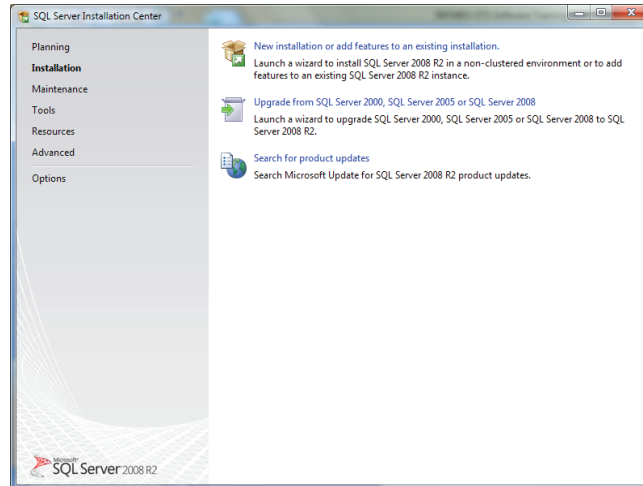 SQL Server Installation Center
Planning
Installation
Maintenance
Tools
Resources
Advanced
Options
New installation or add features to an existing installation.
Launch a wizard to install SQL Server 2008 R2 in a non-clustered environment or to add
features to an existing SQL Server 2008 R2 instance.
Upgrade from SQL Server 2000, SQL Server 2005 or SQL Server 2008
Launch a wizard to upgrade SQL Server 2000, SQL Server 2005 or SQL Server 2008 to SQL
Server 2008 R2.
Search for product updates
Search Microsoft Update for SQL Server 2008 R2 product updates.
Microsoft
SQL Server 2008 R2